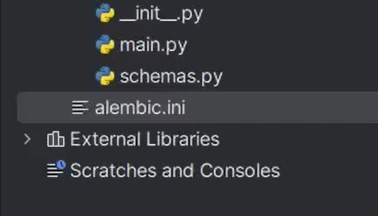 __init__.py
main.py
schemas.py
alembic.ini
External Libraries
Scratches and Consoles